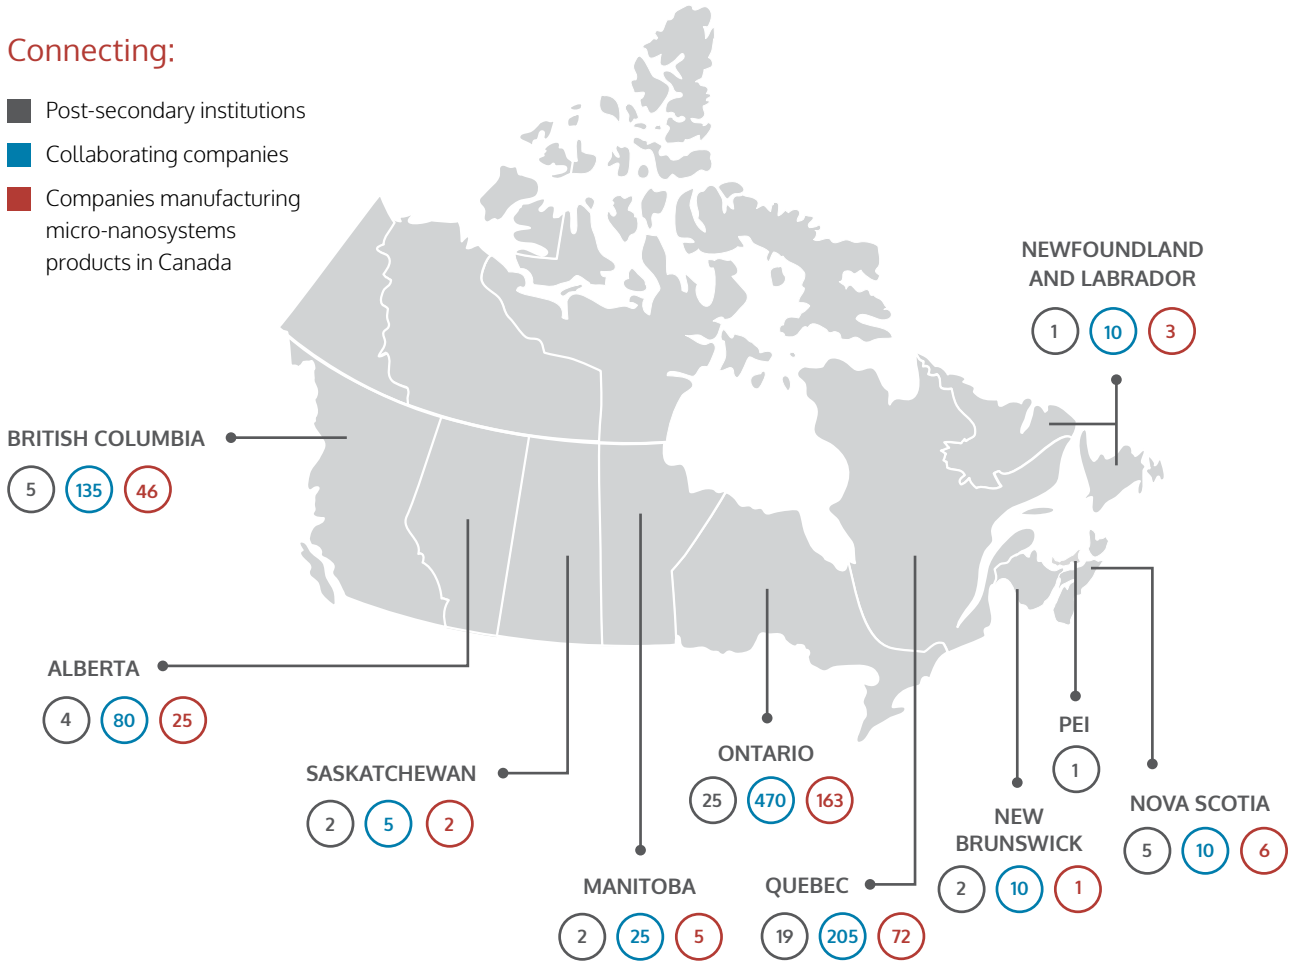 Connecting:
Post-secondary institutions
Collaborating companies
Companies manufacturing
micro-nanosystems
products in Canada
NEWFOUNDLAND
AND LABRADOR
1 10 3
BRITISH COLUMBIA
5 135 46
ALBERTA
4 80 25
SASKATCHEWAN
2 5 2
MANITOBA
2 25 5
ONTARIO
25 470 163
QUEBEC
19 205 72
NEW
BRUNSWICK
2 10 1
PEI
1
NOVA SCOTIA
5 10 6